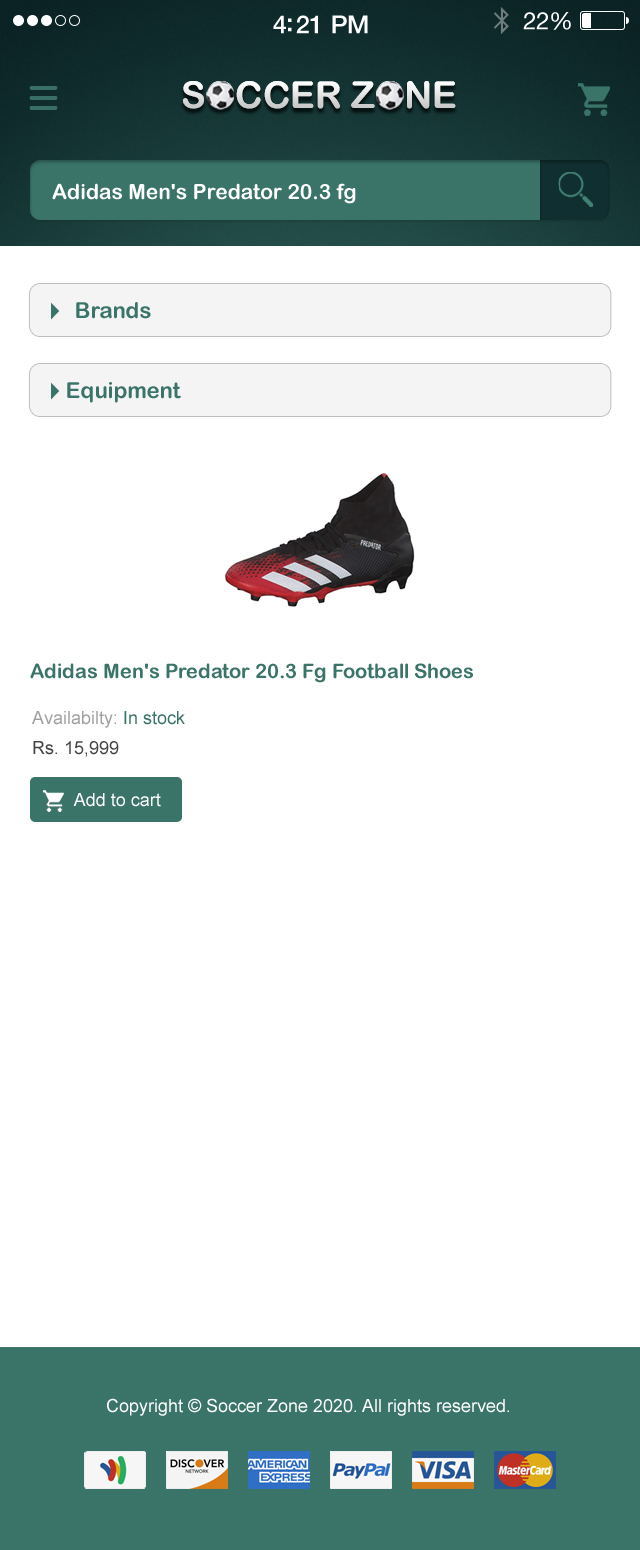 4:21 PM
22%
SOCCER ZONE
Adidas Men's Predator 20.3 fg
Brands
Equipment
PREDATOR
Adidas Men's Predator 20.3 Fg Football Shoes
Availabilty: In stock
Rs. 15,999
Add to cart
Copyright © Soccer Zone 2020. All rights reserved.
DISCOVER
NETWORK
AMERICAN
EXPRESS
PayPal
VISA
MasterCard